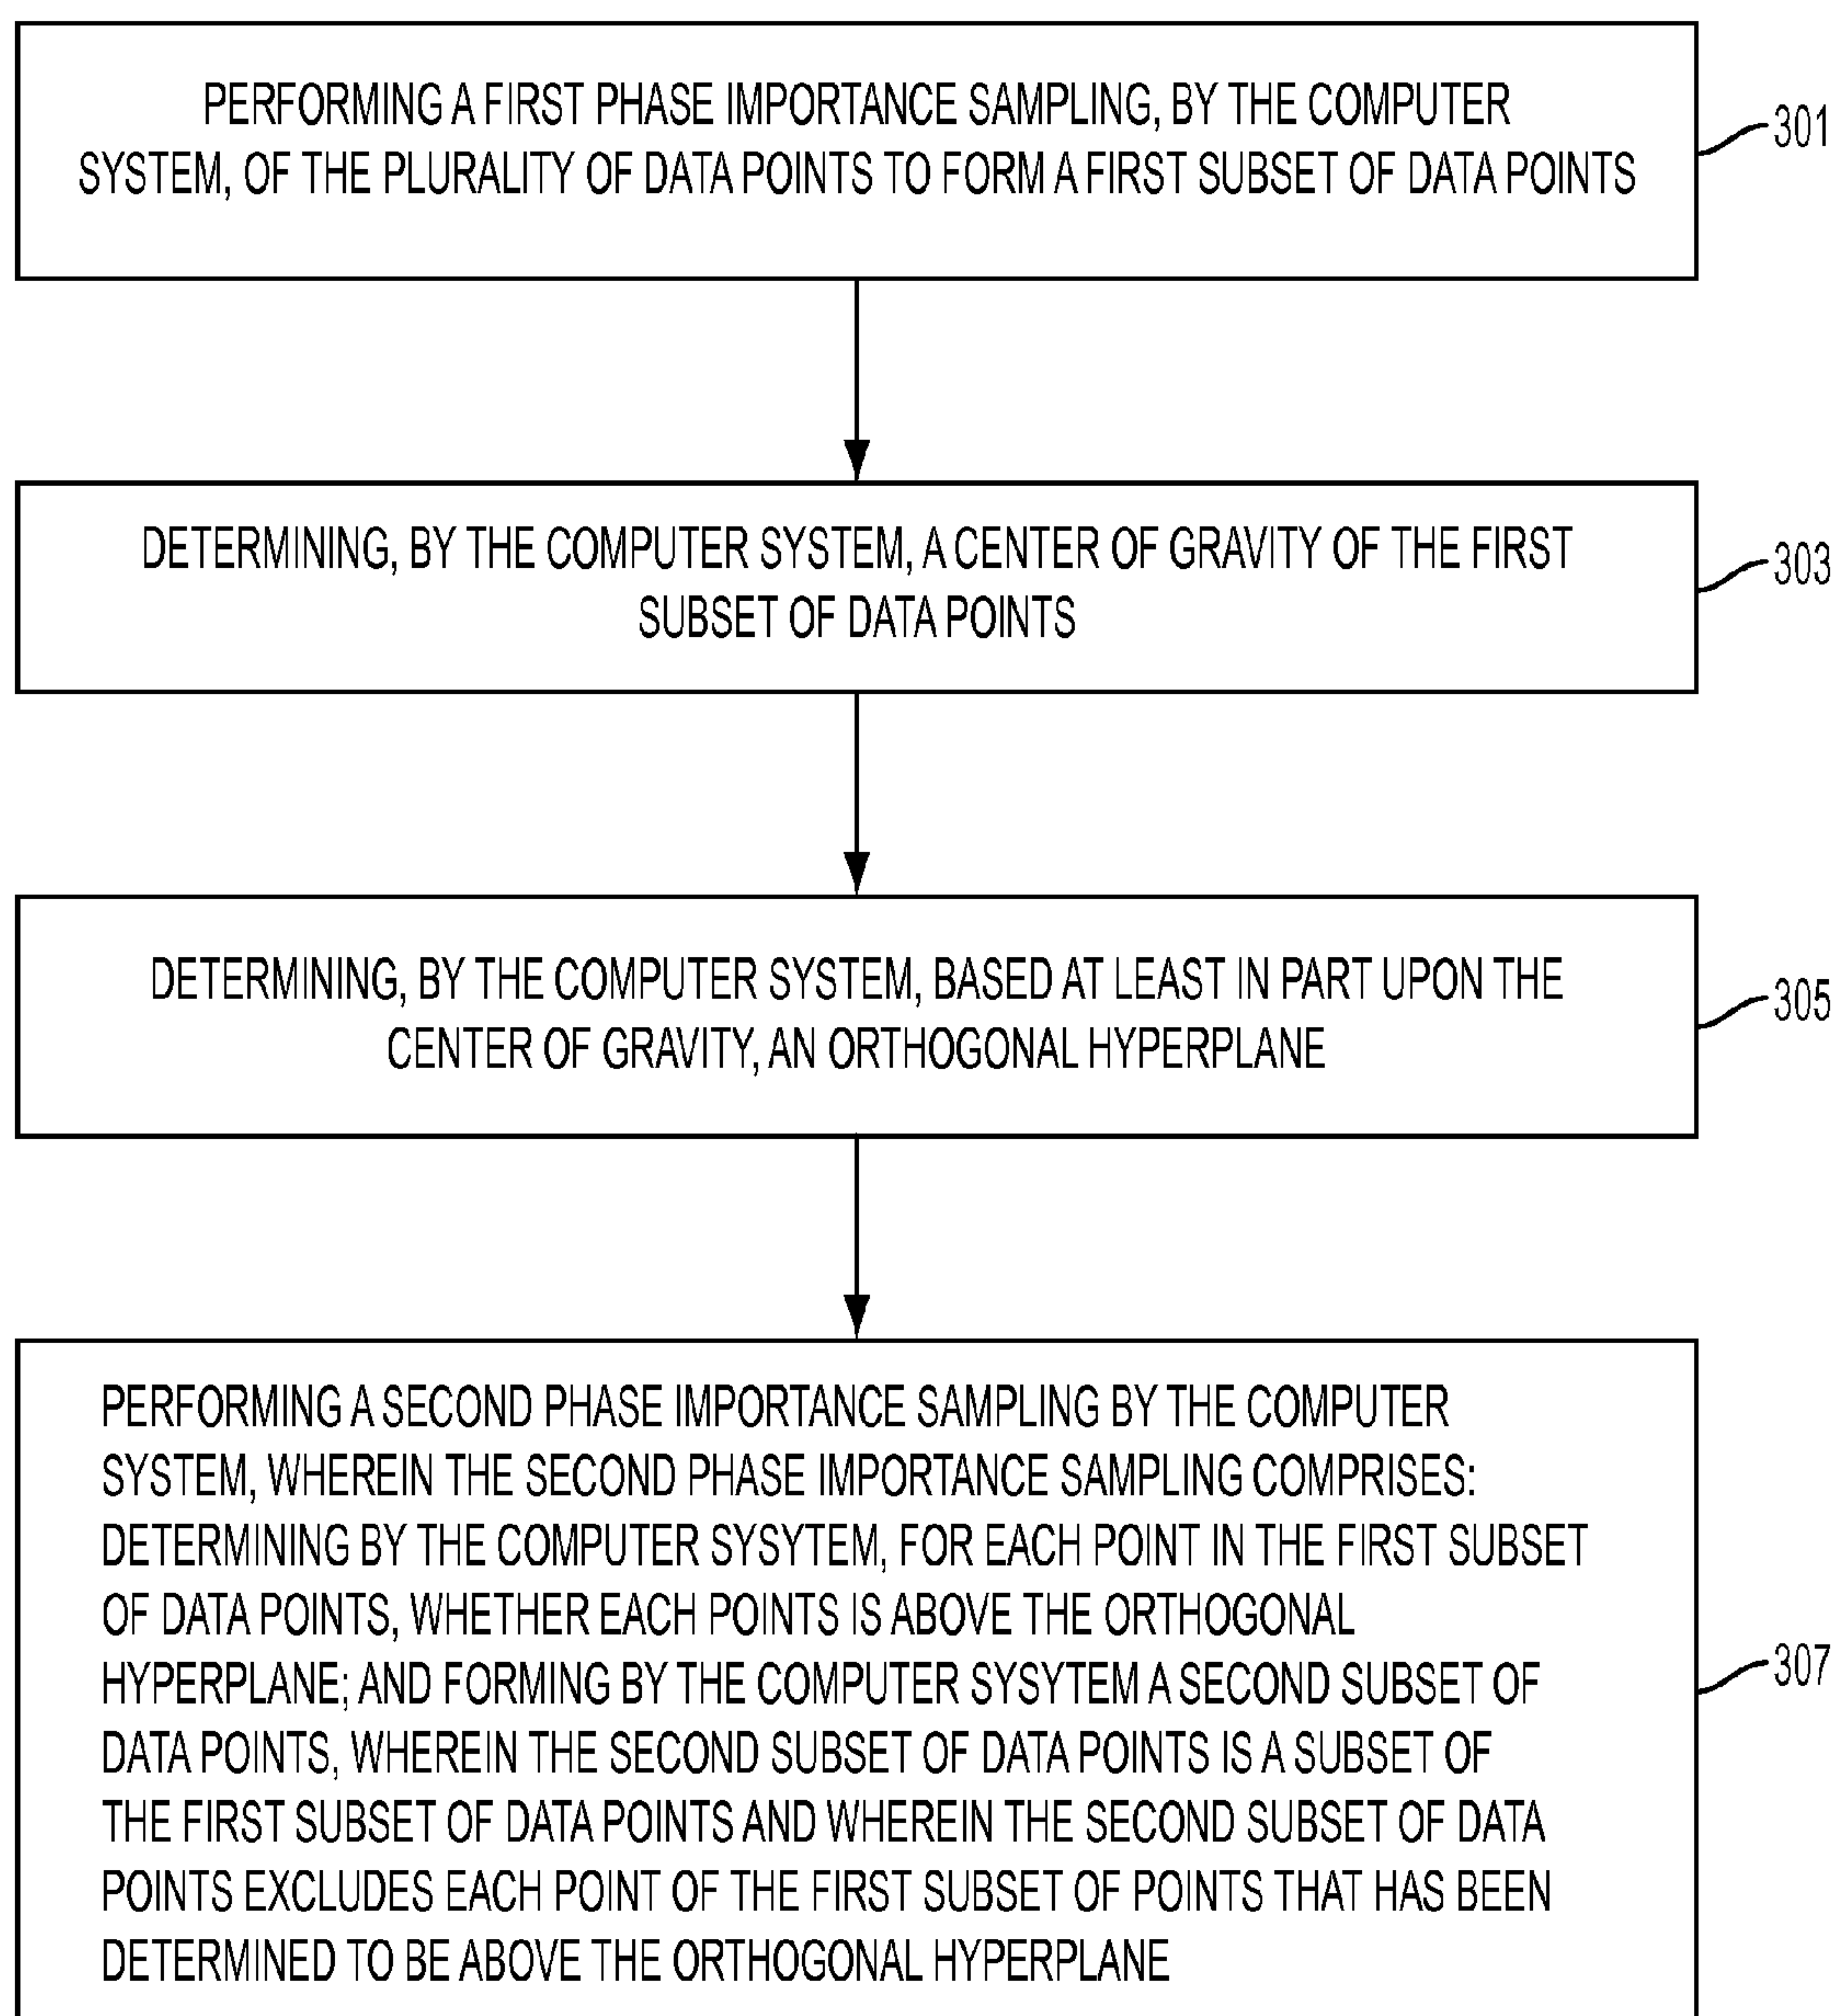 PERFORMING A FIRST PHASE IMPORTANCE SAMPLING, BY THE COMPUTER
SYSTEM, OF THE PLURALITY OF DATA POINTS TO FORM A FIRST SUBSET OF DATA POINTS
301
DETERMINING, BY THE COMPUTER SYSTEM, A CENTER OF GRAVITY OF THE FIRST
SUBSET OF DATA POINTS
303
DETERMINING, BY THE COMPUTER SYSTEM, BASED AT LEAST IN PART UPON THE
CENTER OF GRAVITY, AN ORTHOGONAL HYPERPLANE
305
PERFORMING A SECOND PHASE IMPORTANCE SAMPLING BY THE COMPUTER
SYSTEM, WHEREIN THE SECOND PHASE IMPORTANCE SAMPLING COMPRISES:
DETERMINING BY THE COMPUTER SYSYTEM, FOR EACH POINT IN THE FIRST SUBSET
OF DATA POINTS, WHETHER EACH POINTS IS ABOVE THE ORTHOGONAL
HYPERPLANE; AND FORMING BY THE COMPUTER SYSYTEM A SECOND SUBSET OF
DATA POINTS, WHEREIN THE SECOND SUBSET OF DATA POINTS IS A SUBSET OF
THE FIRST SUBSET OF DATA POINTS AND WHEREIN THE SECOND SUBSET OF DATA
POINTS EXCLUDES EACH POINT OF THE FIRST SUBSET OF POINTS THAT HAS BEEN
DETERMINED TO BE ABOVE THE ORTHOGONAL HYPERPLANE
307